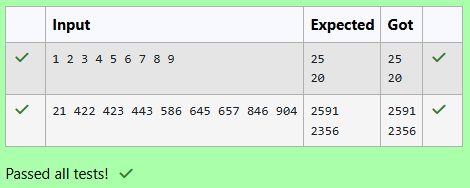 Input Expected Got
1 2 3 4 5 6 7 8 9 25 25
20 20
21 422 423 443 586 645 657 846 904 2591 2591
2356 2356
Passed all tests!